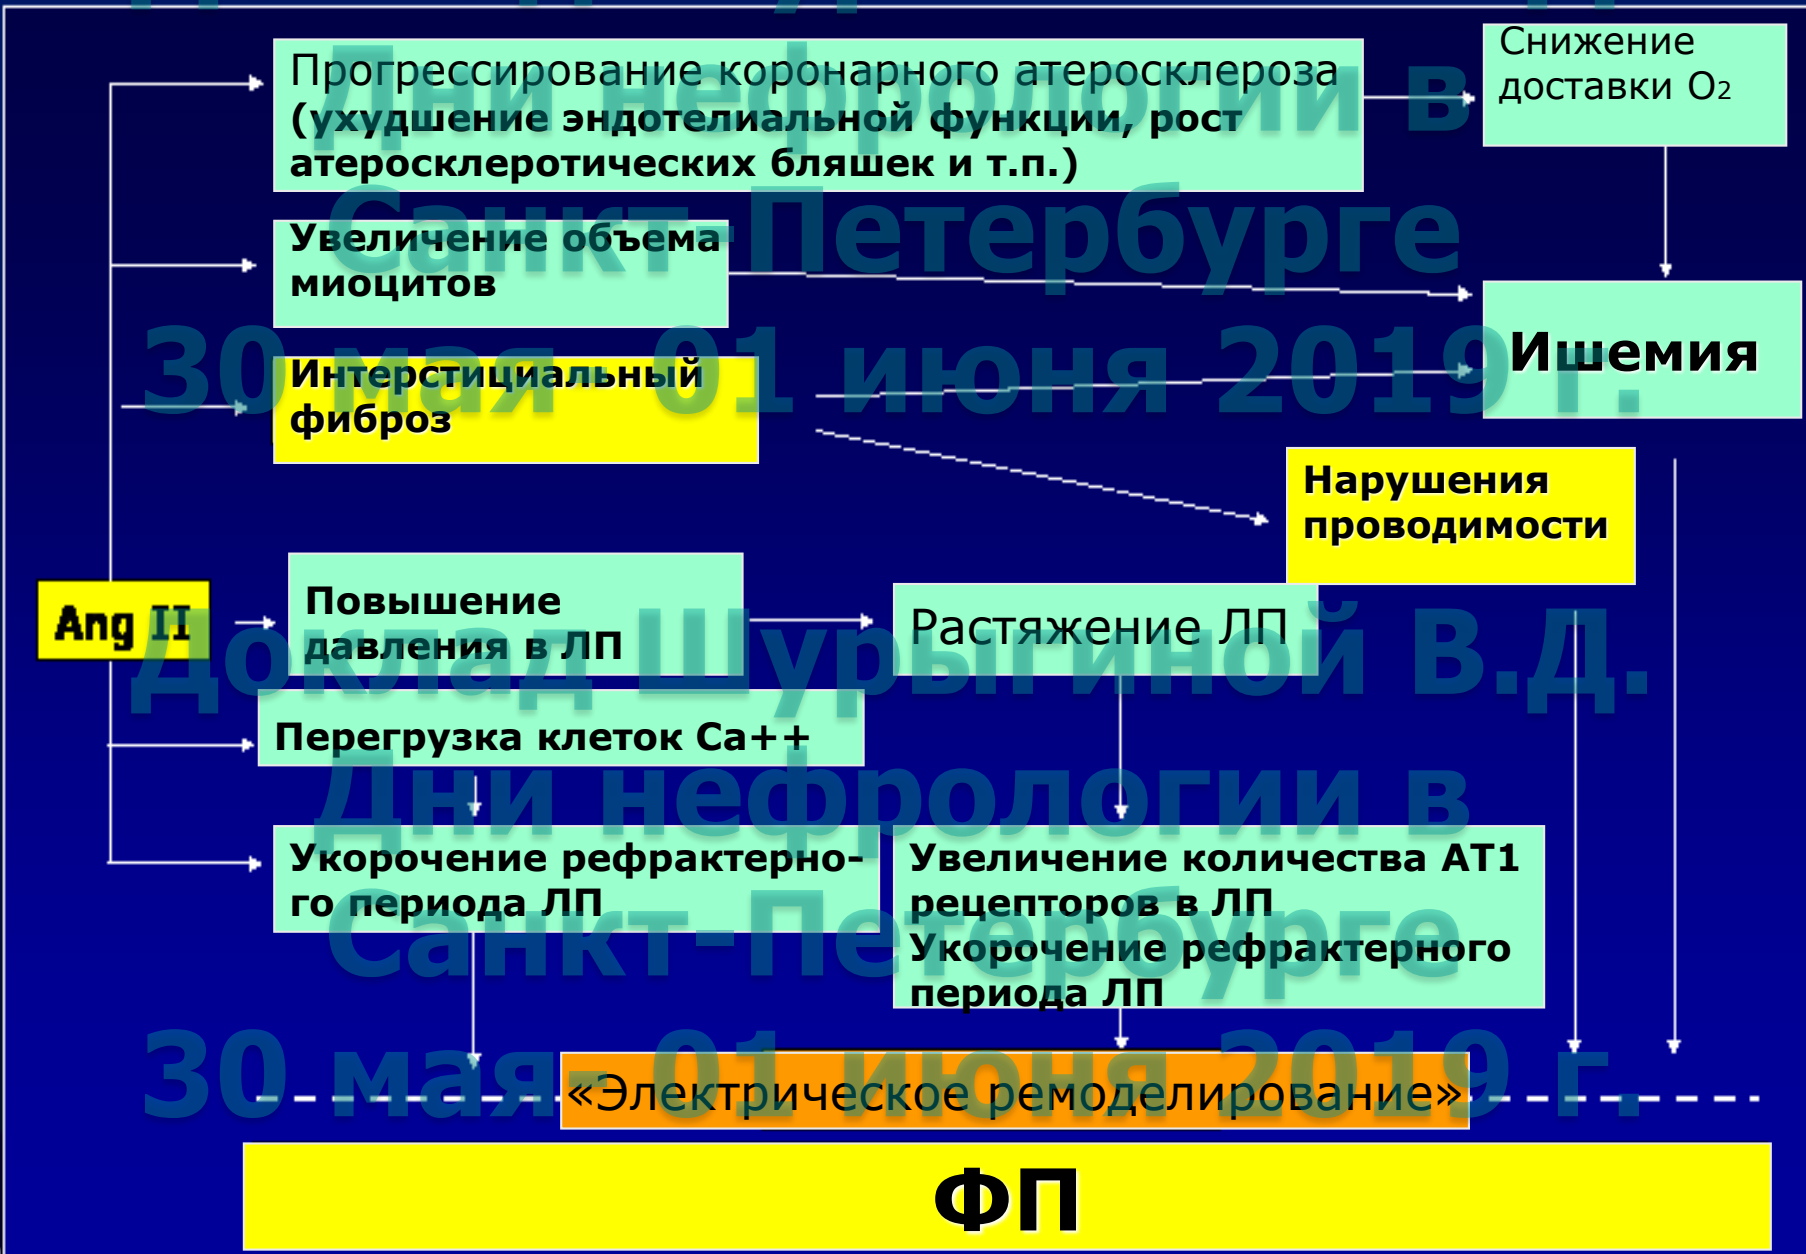 Прогрессирование коронарного атеросклероза
(ухудшение эндотелиальной функции, рост
атеросклеротических бляшек и т.п.)
Снижение
доставки O2
Увеличение объема
миоцитов
Интерстициальный
фиброз
Ишемия
Нарушения
проводимости
Ang II
Повышение
давления в ЛП
Растяжение ЛП
Перегрузка клеток Ca++
Укорочение рефрактерно-
го периода ЛП
Увеличение количества АТ1
рецепторов в ЛП
Укорочение рефрактерного
периода ЛП
«Электрическое ремоделирование»
ФП
Дни нефрологии в
Санкт-Петербурге
30 мая- 01 июня 2019 г.
Доклад Шурыгиной В.Д.
Дни нефрологии в
Санкт-Петербурге
30 мая- 01 июня 2019 г.